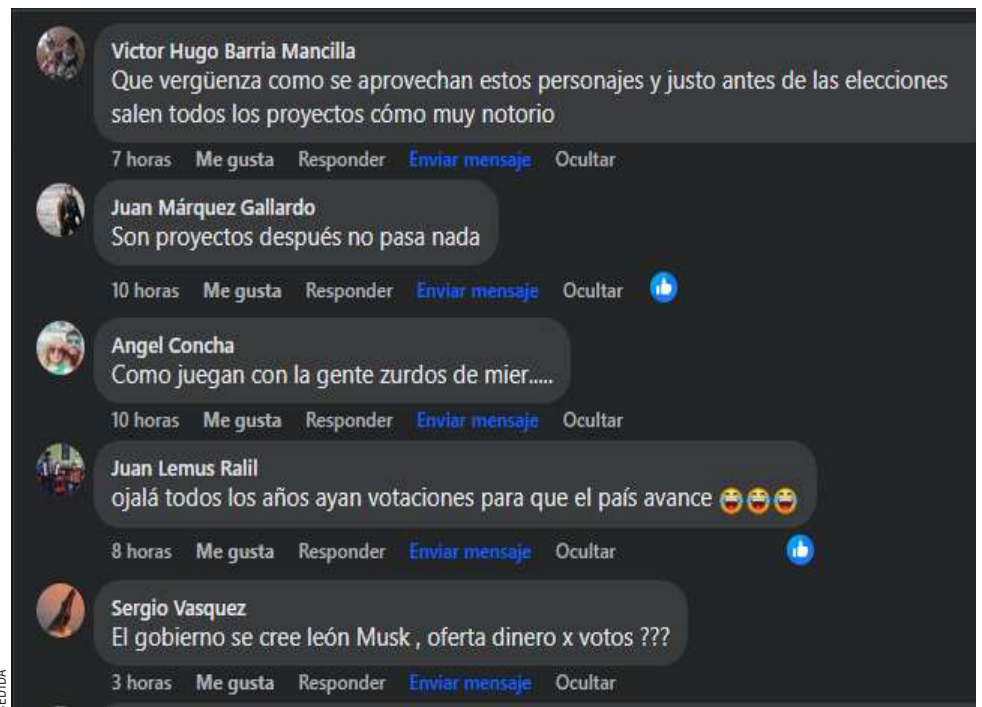 Victor Hugo Barria Mancilla
Que vergüenza como se aprovechan estos personajes y justo antes de las elecciones
salen todos los proyectos cómo muy notorio
7 horas Me gusta Responder Enviar mensaje Ocultar
Juan Márquez Gallardo
Son proyectos después no pasa nada
10 horas Me gusta Responder Enviar mensaje Ocultar
Angel Concha
Como juegan con la gente zurdos de mier.....
10 horas Me gusta Responder Enviar mensaje Ocultar
Juan Lemus Ralil
ojalá todos los años ayan votaciones para que el país avance 😂😂😂
8 horas Me gusta Responder Enviar mensaje Ocultar
Sergio Vasquez
El gobierno se cree león Musk , oferta dinero x votos ???
3 horas Me gusta Responder Enviar mensaje Ocultar